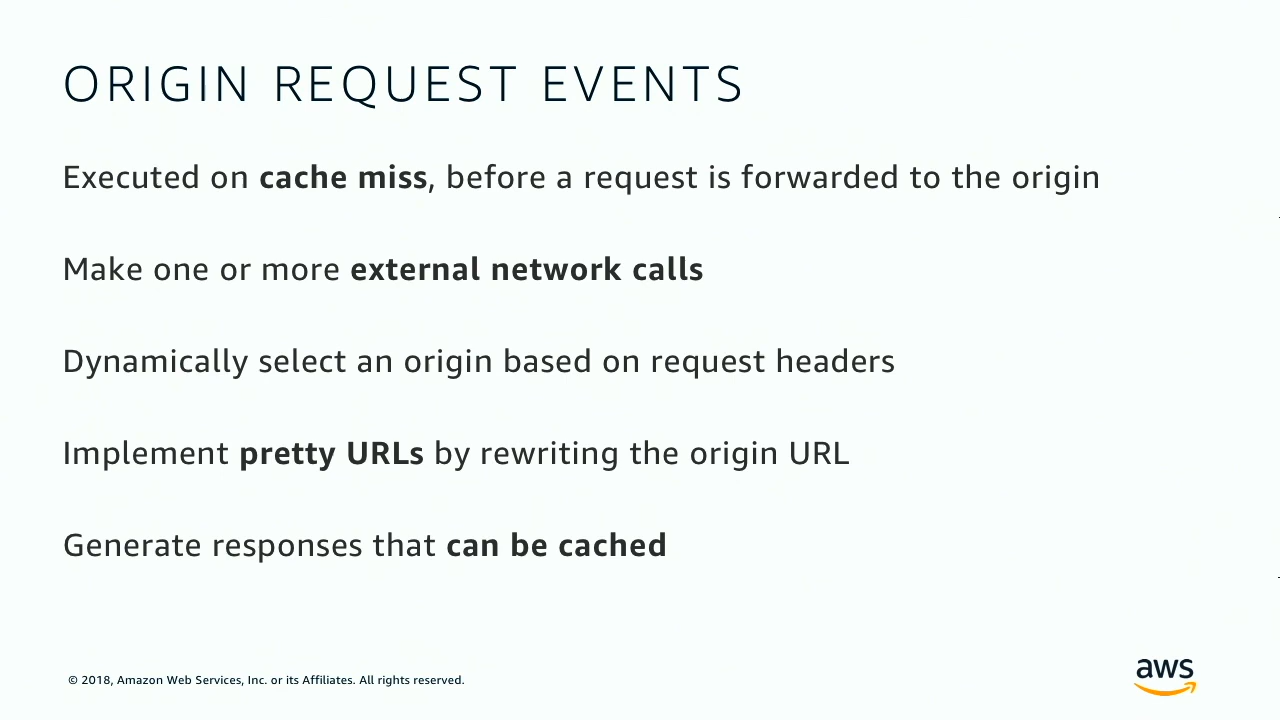 ORIGIN REQUEST EVENTS
Executed on cache miss, before a request is forwarded to the origin
Make one or more external network calls
Dynamically select an origin based on request headers
Implement pretty URLs by rewriting the origin URL
Generate responses that can be cached
© 2018, Amazon Web Services, Inc. or its Affiliates. All rights reserved.
aws